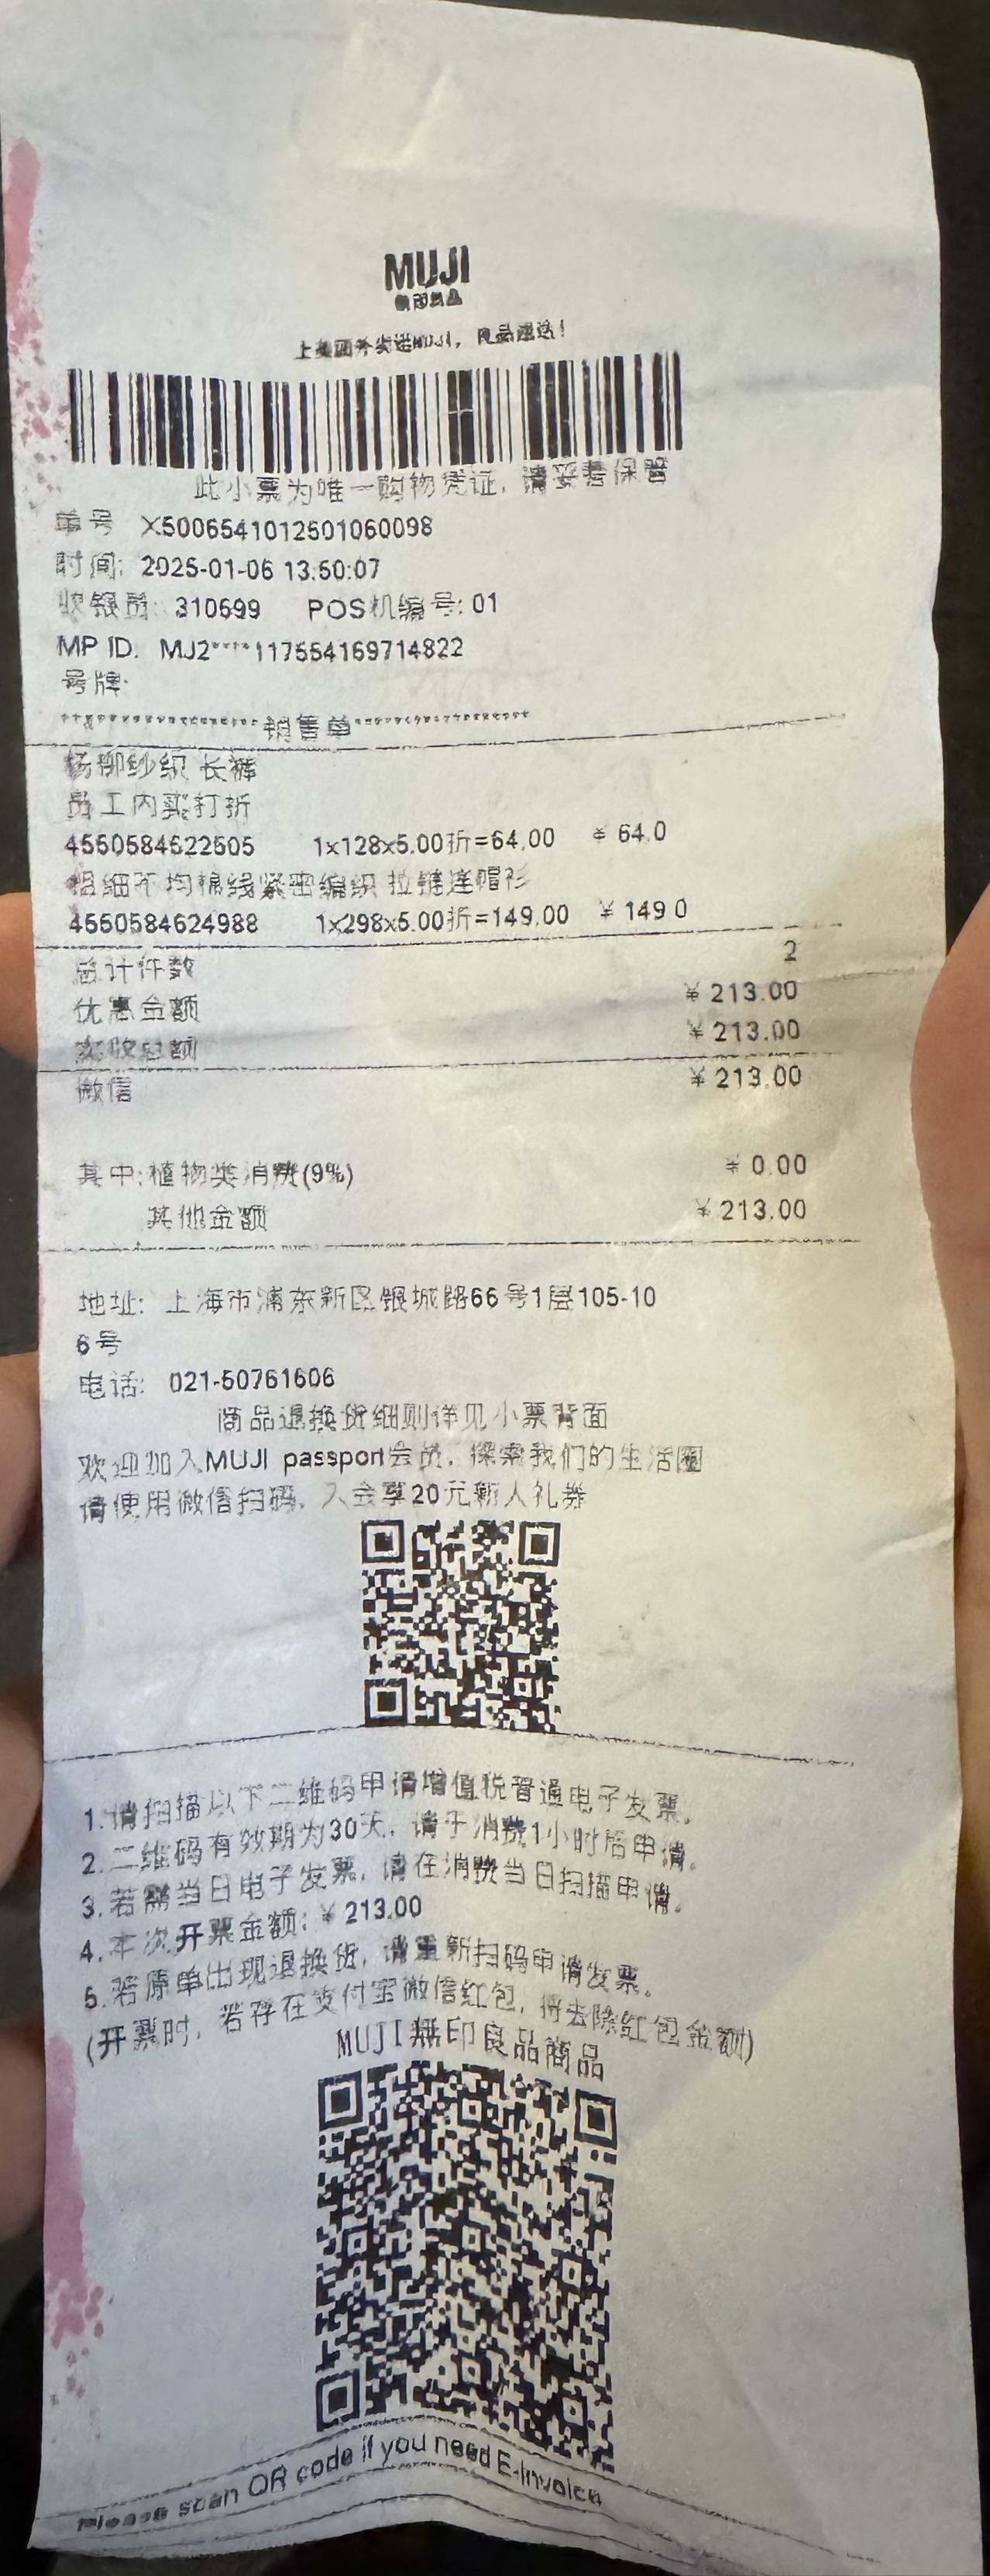 MUJI
無印良品
上美团外卖送MUJI，良品即送！
此小票为唯一购物凭证，请妥善保管
单号 X5006541012501060098
时间: 2025-01-06 13:50:07
收银员: 310699 POS机编号: 01
MP ID. MJ2****117554169714822
号牌:
销售单
杨柳纱织 长裤
员工内买打折
4550584622505 1x128x5.00折=64.00 ¥ 64.0
粗细不均棉线紧密编织 拉链连帽衫
4550584624988 1x298x5.00折=149.00 ¥ 149.0
总计件数 2
优惠金额 ¥ 213.00
实收总额 ¥ 213.00
微信 ¥ 213.00
其中:植物类消费(9%) ¥ 0.00
其他金额 ¥ 213.00
地址: 上海市浦东新区银城路66号1层105-10
6号
电话: 021-50761606
商品退换货细则详见小票背面
欢迎加入MUJI passport会员，探索我们的生活圈
请使用微信扫码，入会享20元新人礼券
1.请扫描以下二维码申请增值税普通电子发票。
2.二维码有效期为30天，请于消费1小时后申请。
3.若需当日电子发票，请在消费当日扫描申请。
4.本次开票金额: ¥ 213.00
5.若原单出现退换货，请重新扫码申请发票。
(开票时，若存在支付宝微信红包，将去除红包金额)
MUJI無印良品商品
Please scan QR code if you need E-Invoice